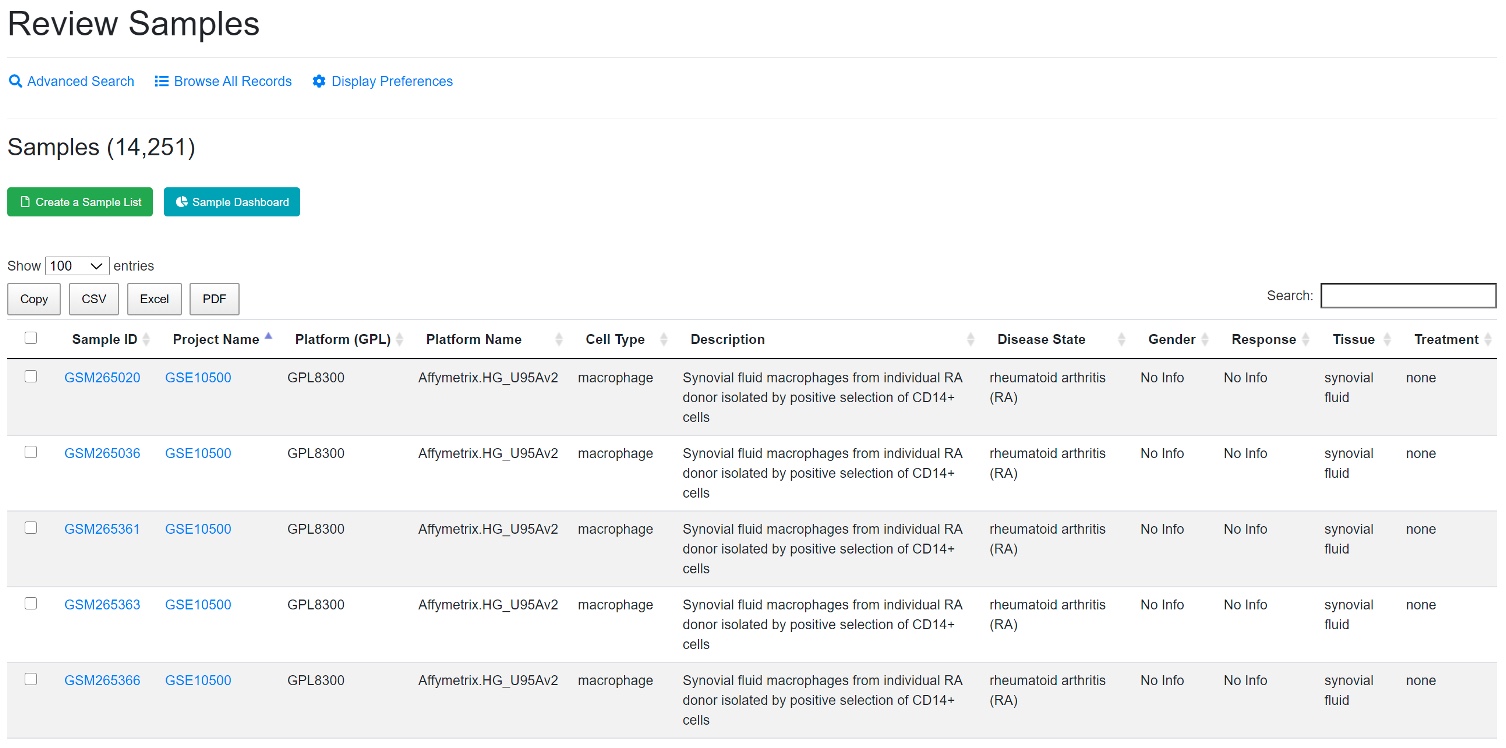 Review Samples
Advanced Search Browse All Records Display Preferences
Samples (14,251)
Create a Sample List Sample Dashboard
Show 100 entries
Copy CSV Excel PDF Search:
Sample ID Project Name Platform (GPL) Platform Name Cell Type Description Disease State Gender Response Tissue Treatment
GSM265020 GSE10500 GPL8300 Affymetrix.HG_U95Av2 macrophage Synovial fluid macrophages from individual RA rheumatoid arthritis No Info No Info synovial none
donor isolated by positive selection of CD14+ (RA) fluid
cells
GSM265036 GSE10500 GPL8300 Affymetrix.HG_U95Av2 macrophage Synovial fluid macrophages from individual RA rheumatoid arthritis No Info No Info synovial none
donor isolated by positive selection of CD14+ (RA) fluid
cells
GSM265361 GSE10500 GPL8300 Affymetrix.HG_U95Av2 macrophage Synovial fluid macrophages from individual RA rheumatoid arthritis No Info No Info synovial none
donor isolated by positive selection of CD14+ (RA) fluid
cells
GSM265363 GSE10500 GPL8300 Affymetrix.HG_U95Av2 macrophage Synovial fluid macrophages from individual RA rheumatoid arthritis No Info No Info synovial none
donor isolated by positive selection of CD14+ (RA) fluid
cells
GSM265366 GSE10500 GPL8300 Affymetrix.HG_U95Av2 macrophage Synovial fluid macrophages from individual RA rheumatoid arthritis No Info No Info synovial none
donor isolated by positive selection of CD14+ (RA) fluid
cells